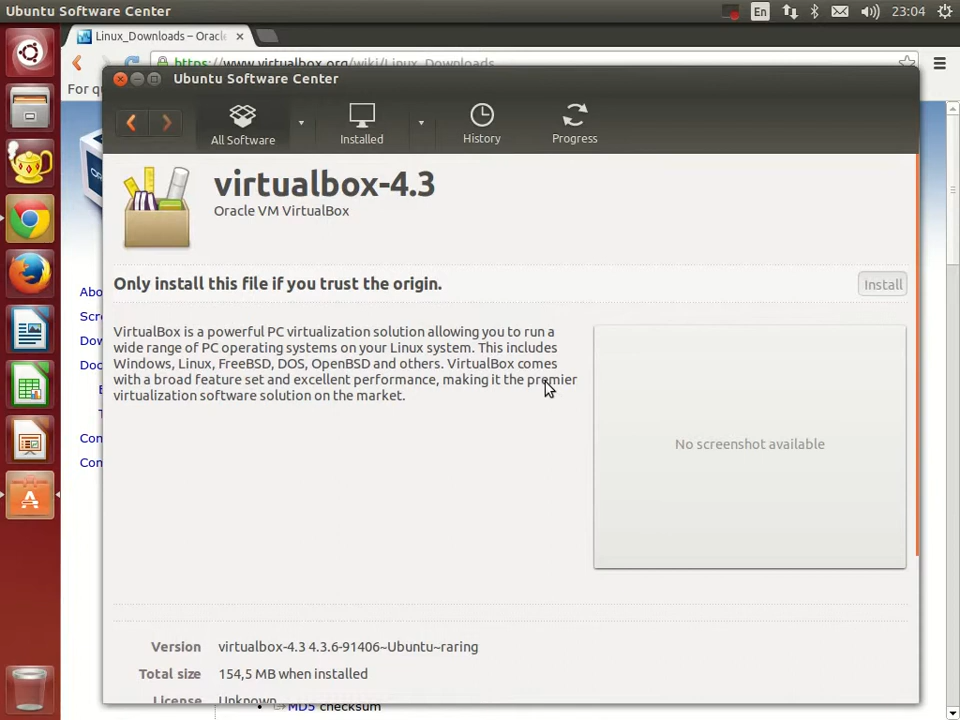 Ubuntu Software Center
En
23:04
Linux_Downloads – Oracle
https://www.virtualbox.org/wiki/Linux_Downloads
For qu
Ubuntu Software Center
All Software
Installed
History
Progress
virtualbox-4.3
Oracle VM VirtualBox
Only install this file if you trust the origin.
Install
VirtualBox is a powerful PC virtualization solution allowing you to run a
wide range of PC operating systems on your Linux system. This includes
Windows, Linux, FreeBSD, DOS, OpenBSD and others. VirtualBox comes
with a broad feature set and excellent performance, making it the premier
virtualization software solution on the market.
No screenshot available
Abo
Scre
Dow
Doc
E
T
Con
Con
Version
virtualbox-4.3 4.3.6-91406~Ubuntu~raring
Total size
154,5 MB when installed
License
Unknown
MD5 checksum